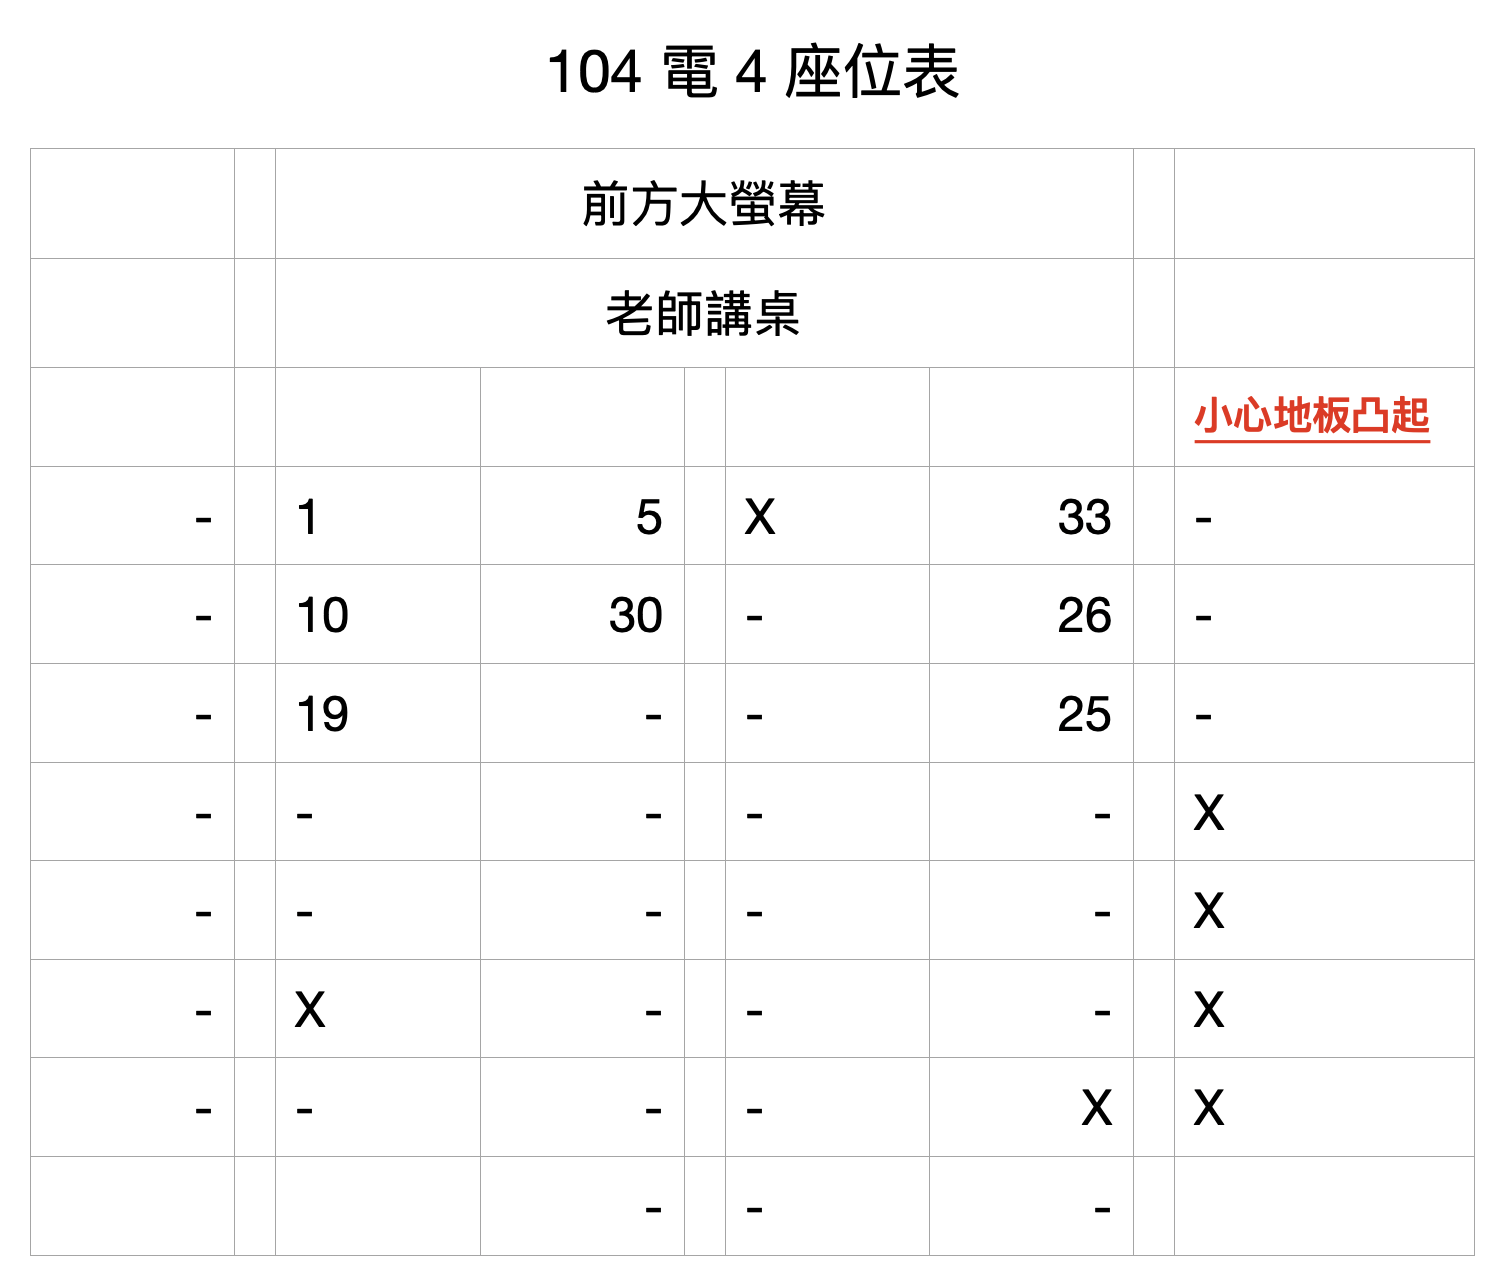 104 電 4 座位表
前方大螢幕
老師講桌
小心地板凸起
- 1 5 X 33 -
- 10 30 - 26 -
- 19 - - 25 -
- - - - - X
- - - - - X
- X - - - X
- - - - X X
- - -